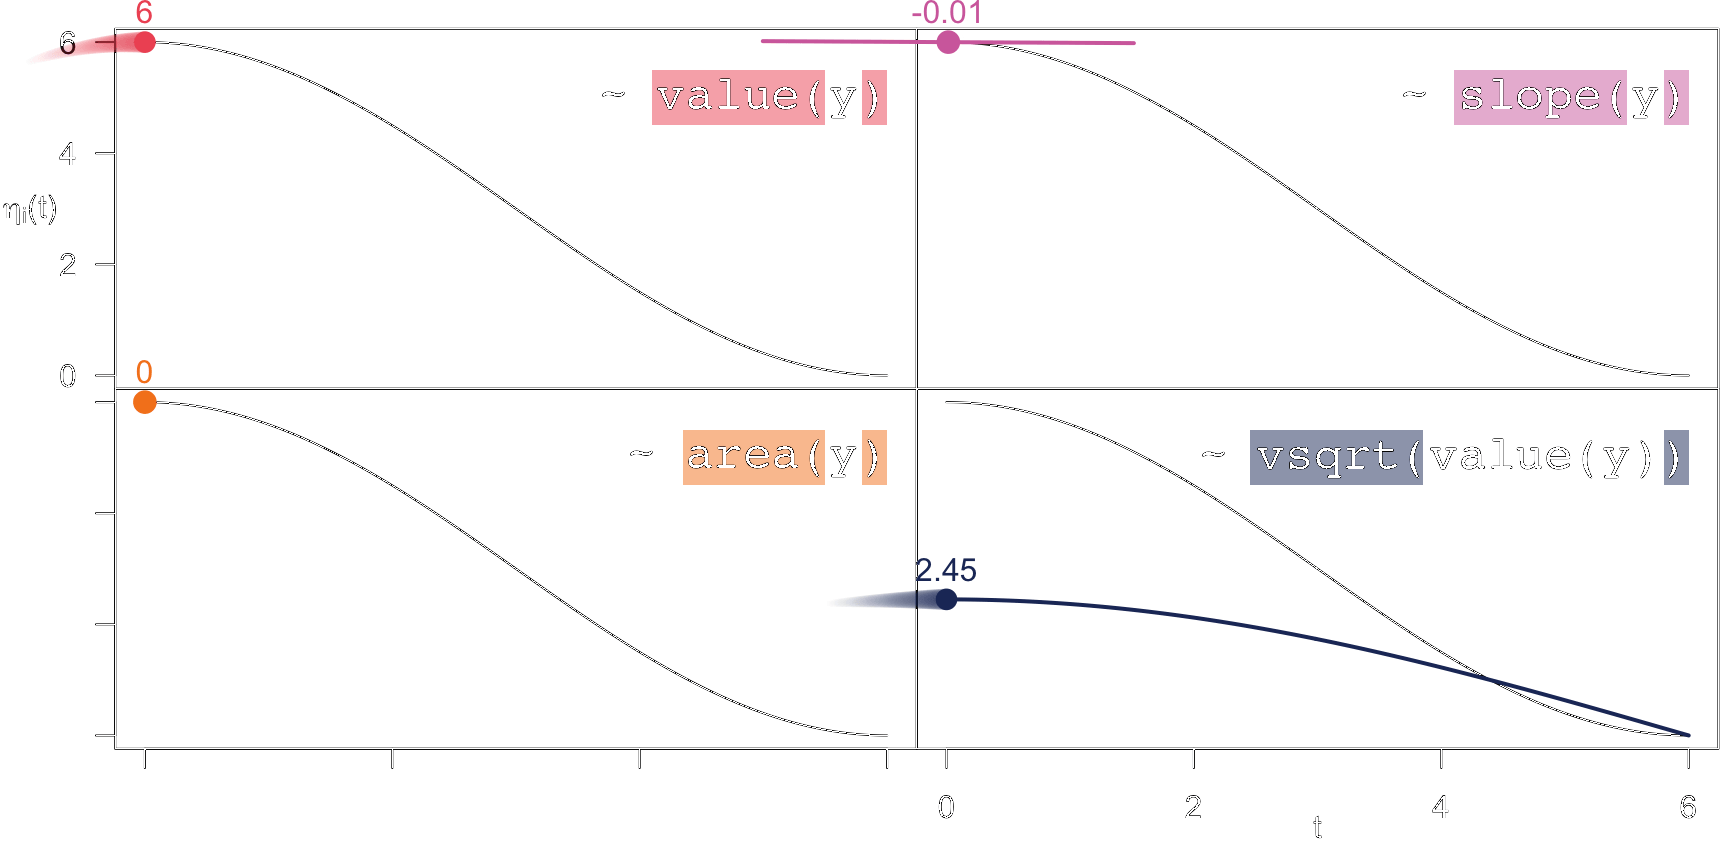 6
-0.01
6
~ value(y)
~ slope(y)
4
ηi(t)
2
0
0
~ area(y)
~ vsqrt(value(y))
2.45
0
2
4
6
t